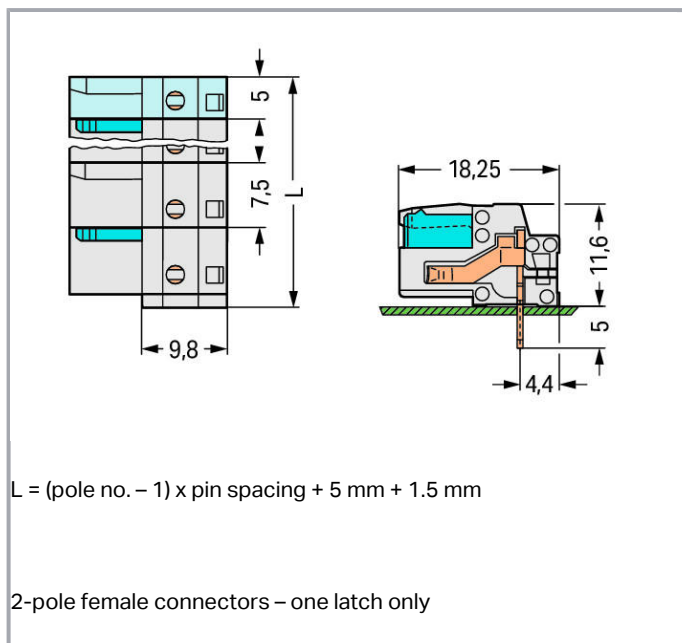 5
7,5
L
9,8
18,25
11,6
5
4,4
L = (pole no. – 1) x pin spacing + 5 mm + 1.5 mm
2-pole female connectors – one latch only